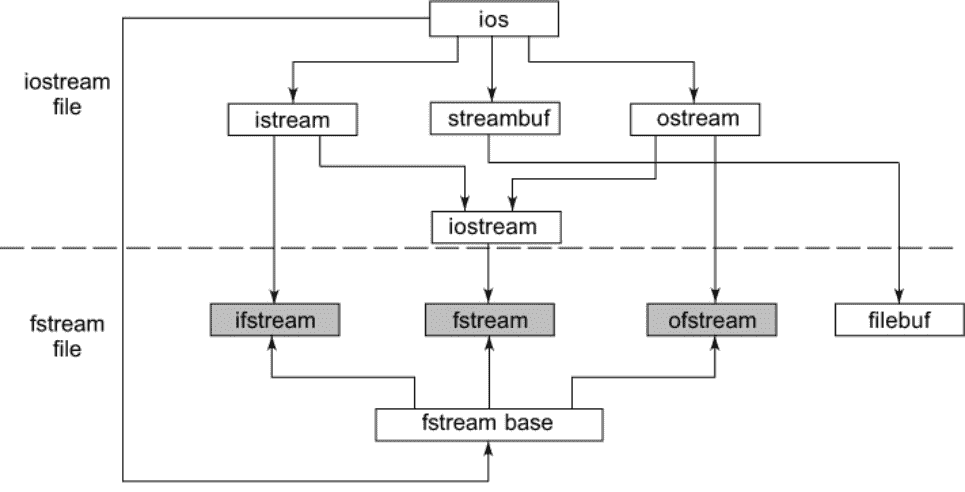 ios
iostream
file
istream
streambuf
ostream
iostream
fstream
file
ifstream
fstream
ofstream
filebuf
fstream base